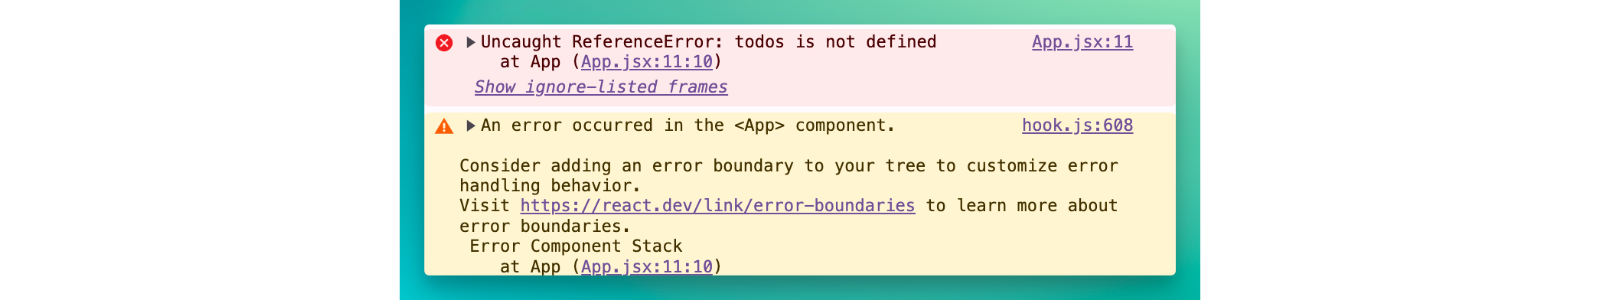 Uncaught ReferenceError: todos is not defined App.jsx:11
at App (App.jsx:11:10)
Show ignore-listed frames
An error occurred in the <App> component. hook.js:608
Consider adding an error boundary to your tree to customize error
handling behavior.
Visit https://react.dev/link/error-boundaries to learn more about
error boundaries.
Error Component Stack
at App (App.jsx:11:10)